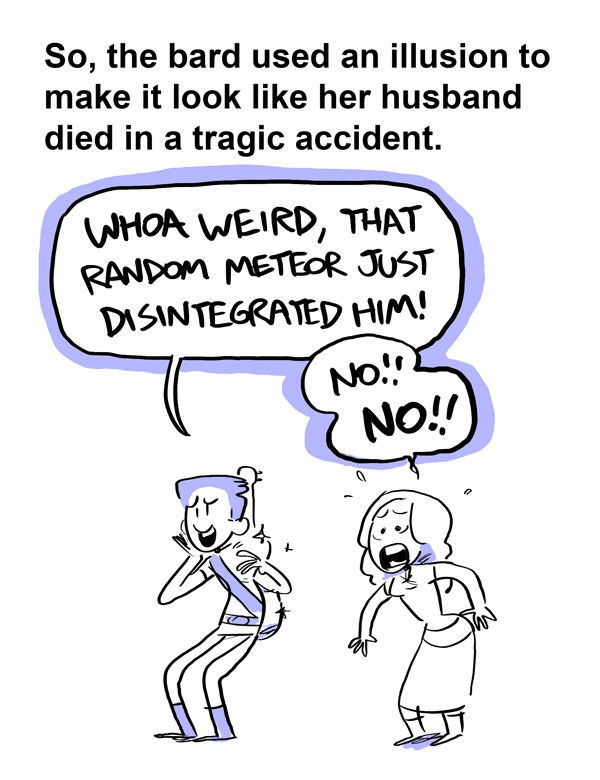 So, the bard used an illusion to
make it look like her husband
died in a tragic accident.
WHOA WEIRD, THAT
RANDOM METEOR JUST
DISINTEGRATED HIM!
NO!!
NO!!